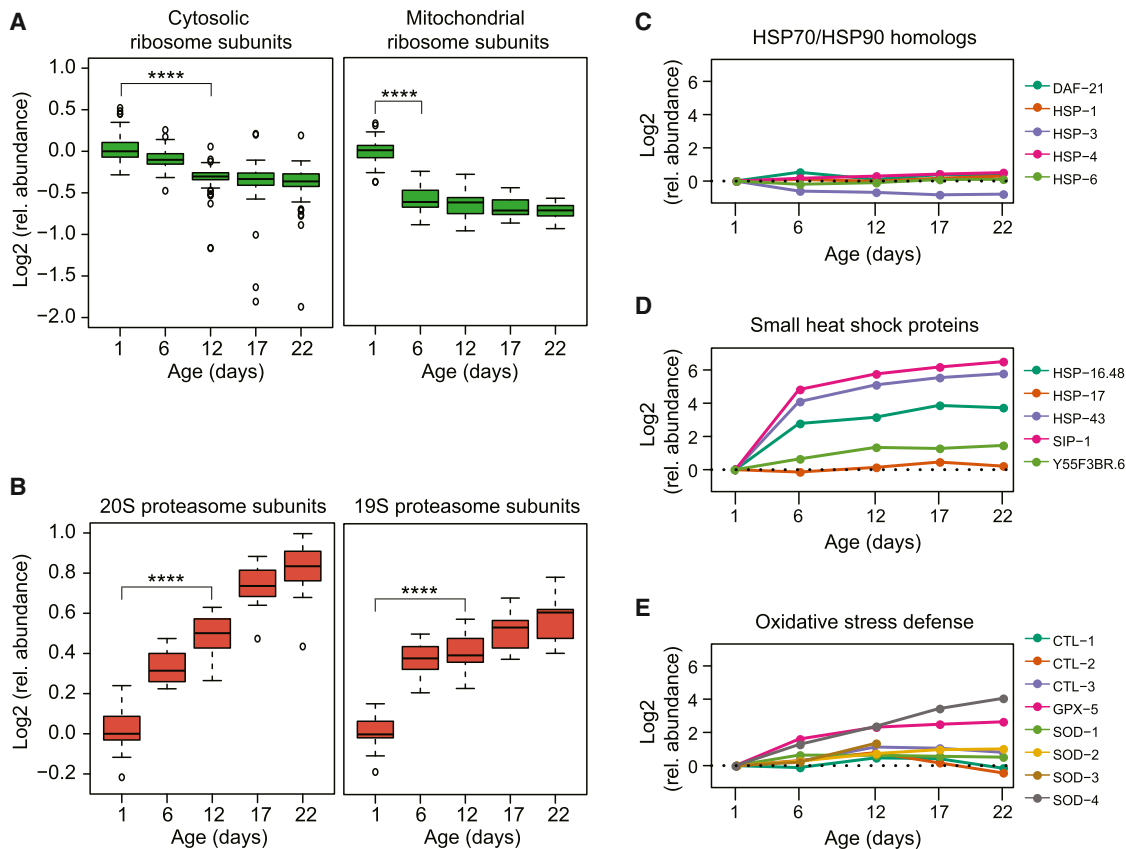 A
Cytosolic
ribosome subunits
Mitochondrial
ribosome subunits
Log2 (rel. abundance)
1.0
0.5
0.0
−0.5
−1.0
−1.5
−2.0
****
****
1 6 12 17 22
1 6 12 17 22
Age (days)
Age (days)
B
20S proteasome subunits
19S proteasome subunits
Log2 (rel. abundance)
1.0
0.8
0.6
0.4
0.2
0.0
−0.2
****
****
1 6 12 17 22
1 6 12 17 22
Age (days)
Age (days)
C
HSP70/HSP90 homologs
Log2
(rel. abundance)
6
4
2
0
1 6 12 17 22
Age (days)
DAF−21
HSP−1
HSP−3
HSP−4
HSP−6
D
Small heat shock proteins
Log2
(rel. abundance)
6
4
2
0
1 6 12 17 22
Age (days)
HSP−16.48
HSP−17
HSP−43
SIP−1
Y55F3BR.6
E
Oxidative stress defense
Log2
(rel. abundance)
6
4
2
0
1 6 12 17 22
Age (days)
CTL−1
CTL−2
CTL−3
GPX−5
SOD−1
SOD−2
SOD−3
SOD−4